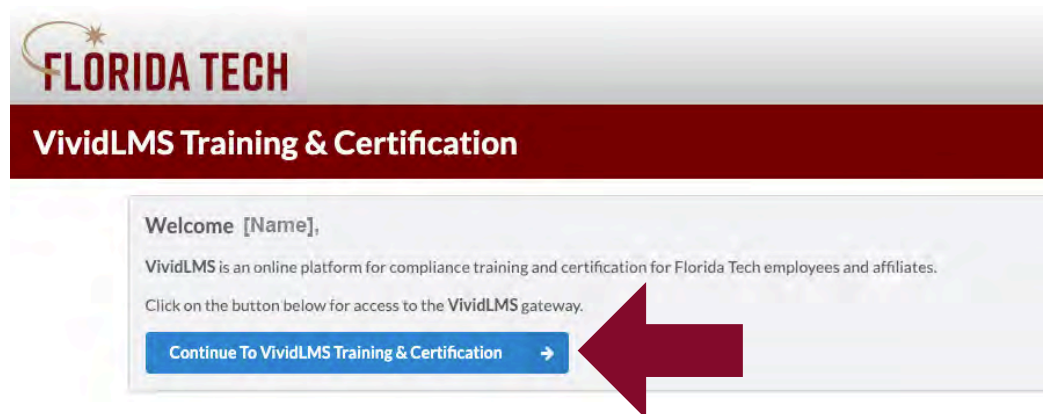 FLORIDA TECH
VividLMS Training & Certification
Welcome [Name],
VividLMS is an online platform for compliance training and certification for Florida Tech employees and affiliates.
Click on the button below for access to the VividLMS gateway.
Continue To VividLMS Training & Certification